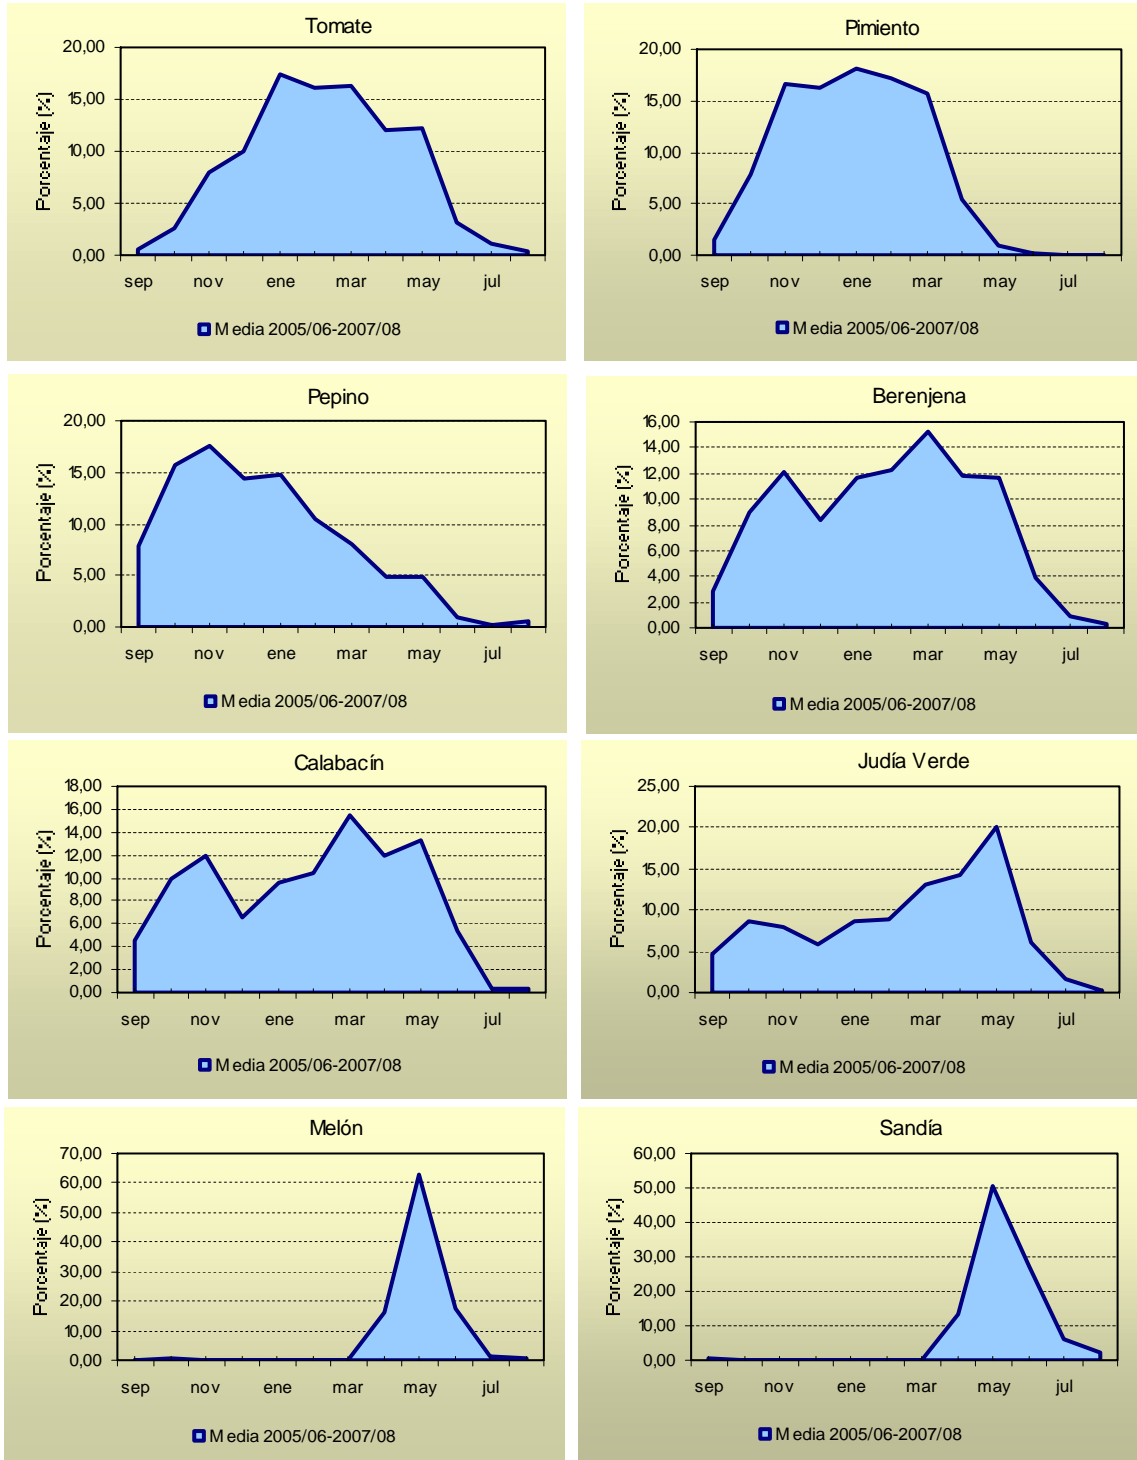 Tomate
Porcentaje (%)
20,00
15,00
10,00
5,00
0,00
sep nov ene mar may jul
Media 2005/06-2007/08
Pimiento
Porcentaje (%)
20,00
15,00
10,00
5,00
0,00
sep nov ene mar may jul
Media 2005/06-2007/08
Pepino
Porcentaje (%)
20,00
15,00
10,00
5,00
0,00
sep nov ene mar may jul
Media 2005/06-2007/08
Berenjena
Porcentaje (%)
16,00
14,00
12,00
10,00
8,00
6,00
4,00
2,00
0,00
sep nov ene mar may jul
Media 2005/06-2007/08
Calabacín
Porcentaje (%)
18,00
16,00
14,00
12,00
10,00
8,00
6,00
4,00
2,00
0,00
sep nov ene mar may jul
Media 2005/06-2007/08
Judía Verde
Porcentaje (%)
25,00
20,00
15,00
10,00
5,00
0,00
sep nov ene mar may jul
Media 2005/06-2007/08
Melón
Porcentaje (%)
70,00
60,00
50,00
40,00
30,00
20,00
10,00
0,00
sep nov ene mar may jul
Media 2005/06-2007/08
Sandía
Porcentaje (%)
60,00
50,00
40,00
30,00
20,00
10,00
0,00
sep nov ene mar may jul
Media 2005/06-2007/08